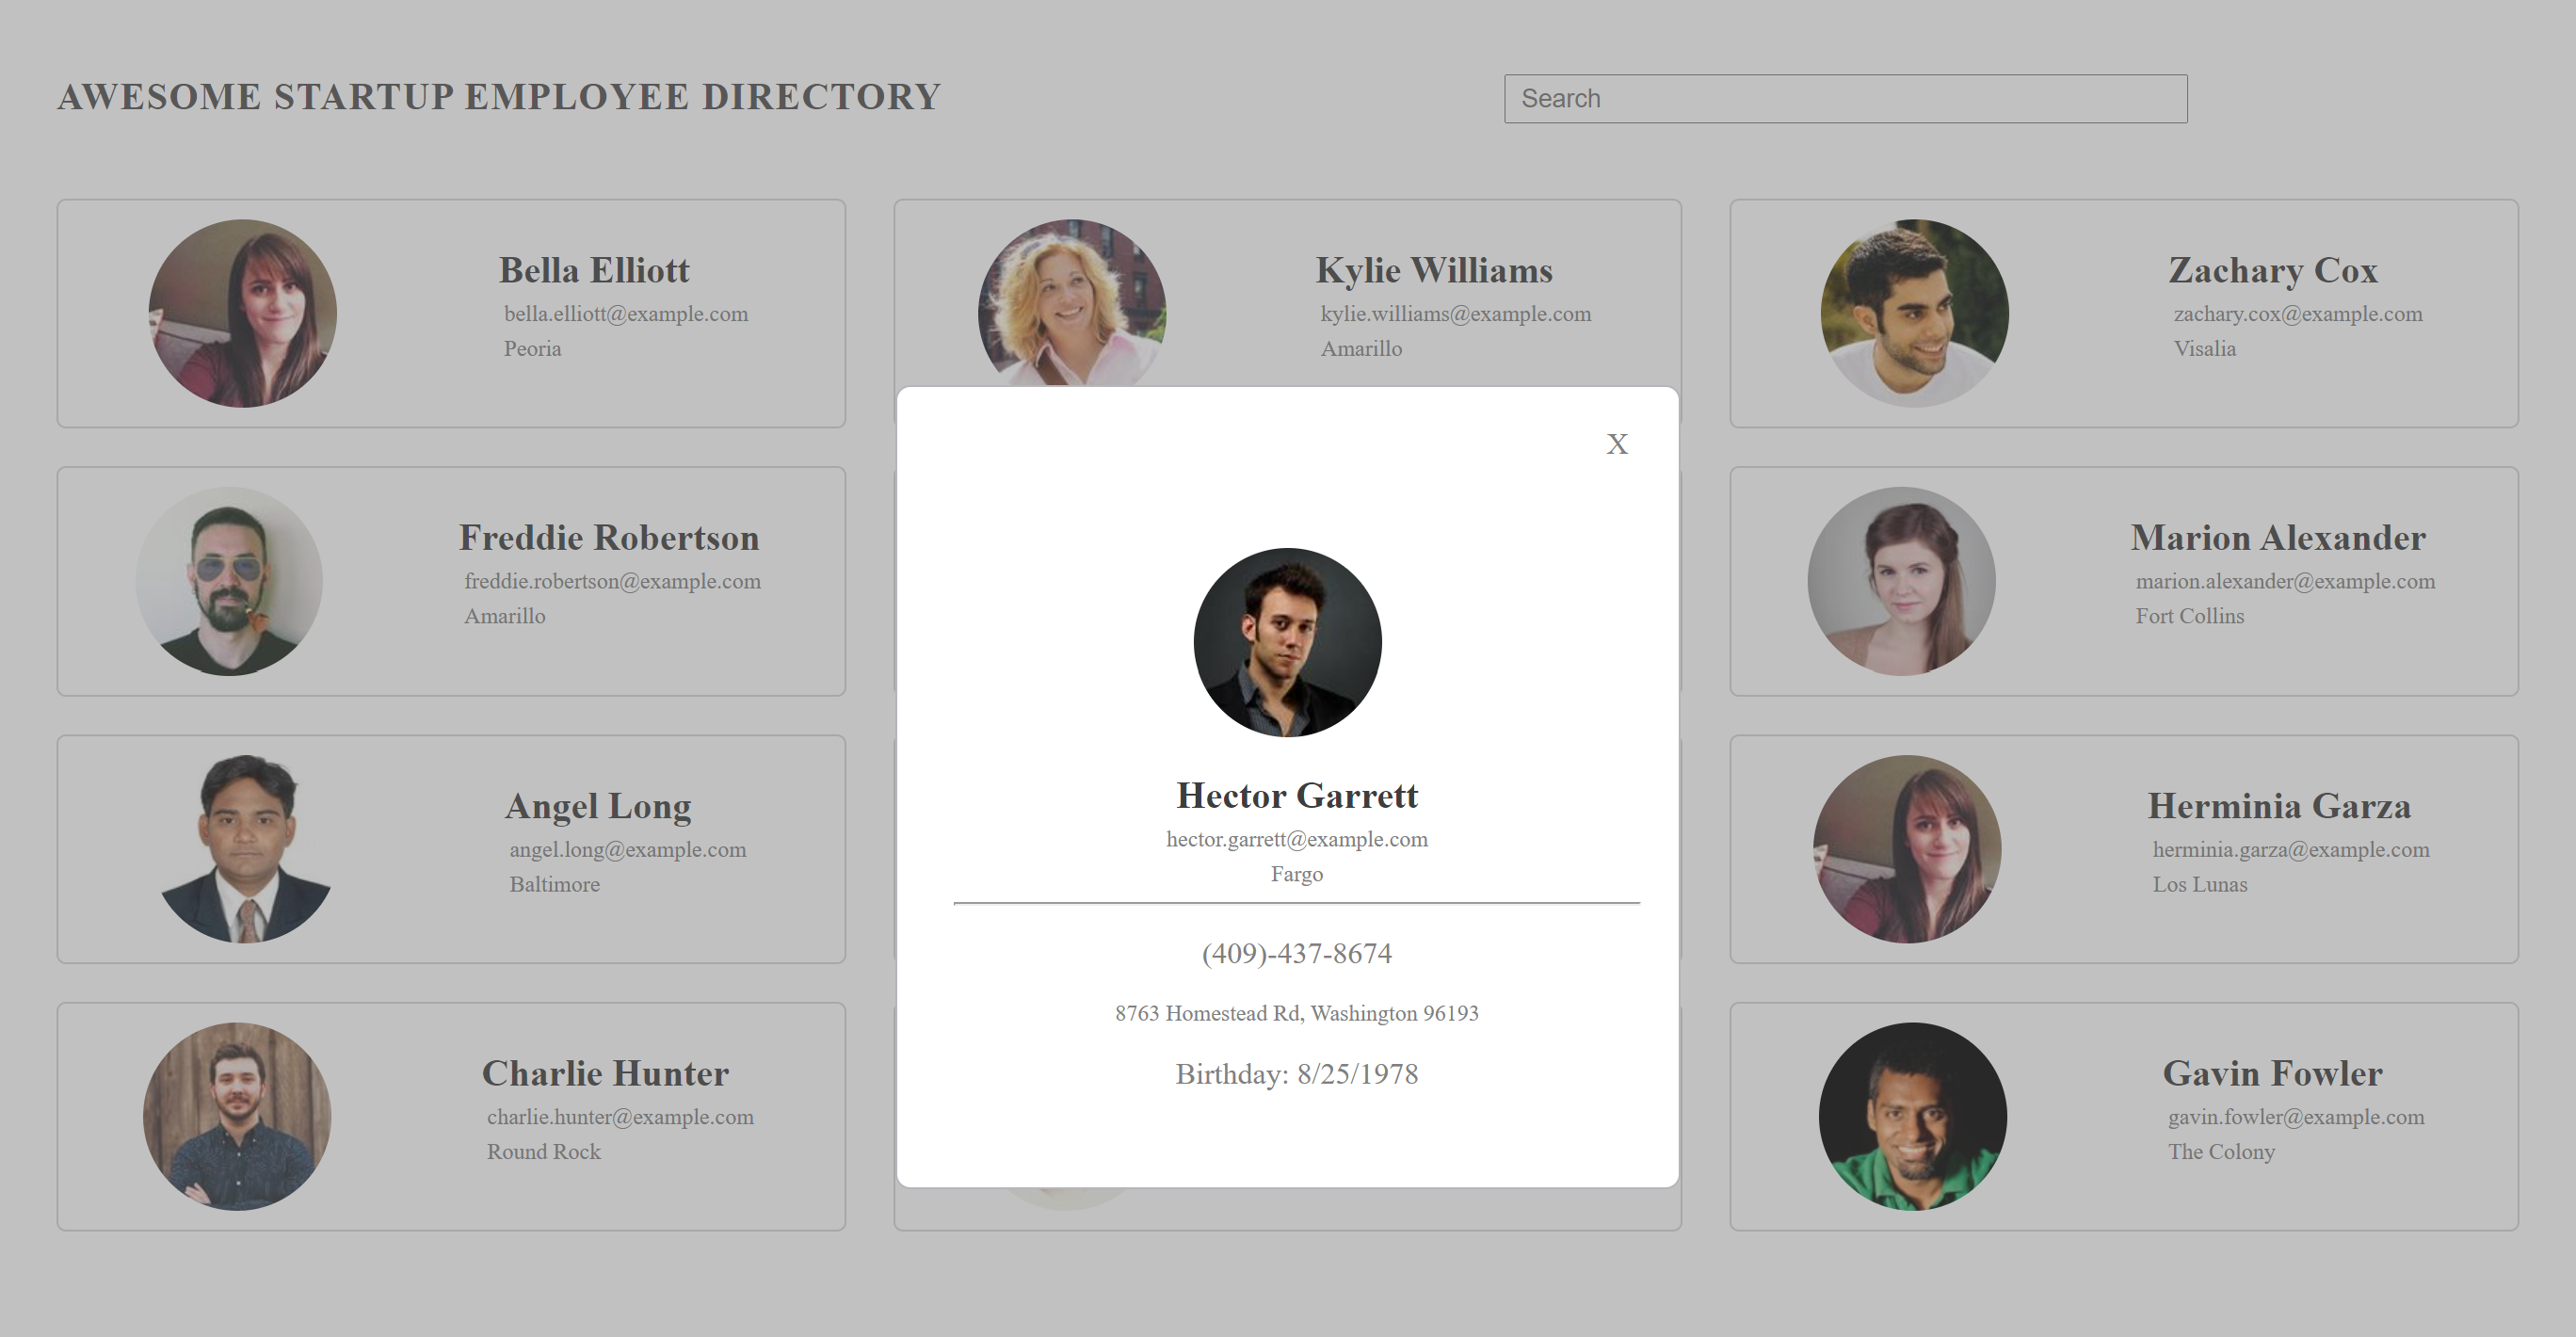 AWESOME STARTUP EMPLOYEE DIRECTORY
Search
Bella Elliott
bella.elliott@example.com
Peoria
Kylie Williams
kylie.williams@example.com
Amarillo
Zachary Cox
zachary.cox@example.com
Visalia
Freddie Robertson
freddie.robertson@example.com
Amarillo
X
Hector Garrett
hector.garrett@example.com
Fargo
(409)-437-8674
8763 Homestead Rd, Washington 96193
Birthday: 8/25/1978
Marion Alexander
marion.alexander@example.com
Fort Collins
Angel Long
angel.long@example.com
Baltimore
Herminia Garza
herminia.garza@example.com
Los Lunas
Charlie Hunter
charlie.hunter@example.com
Round Rock
Gavin Fowler
gavin.fowler@example.com
The Colony